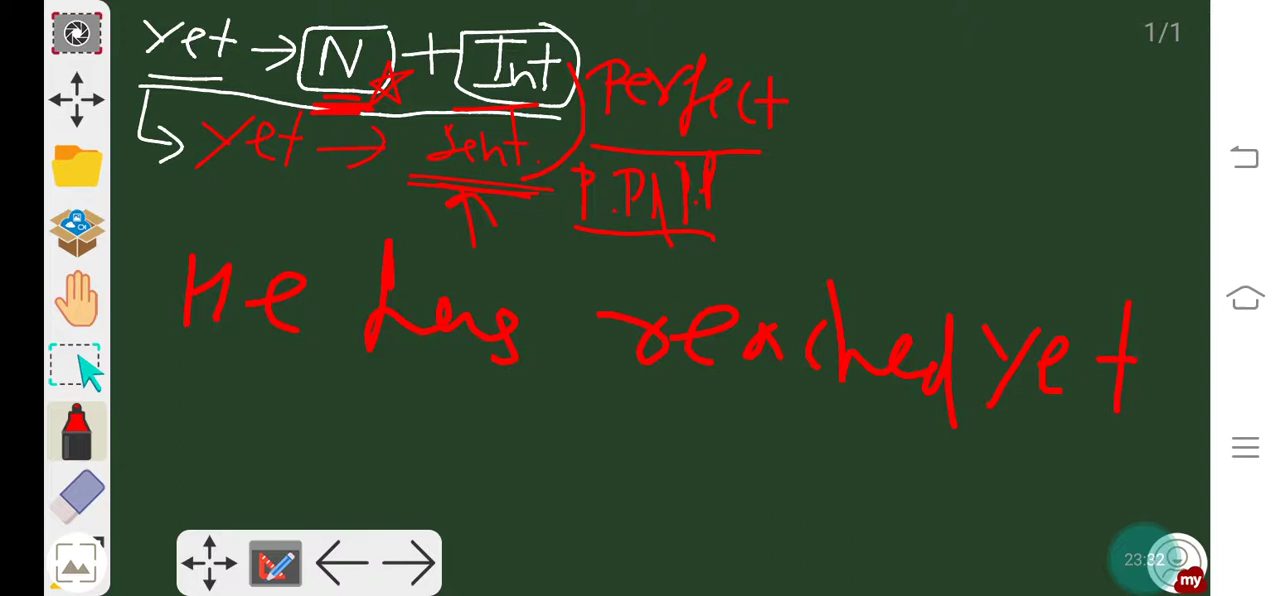 1/1
yet → N + Int
yet → sent.
Perfect
He has reached yet
23:32
my